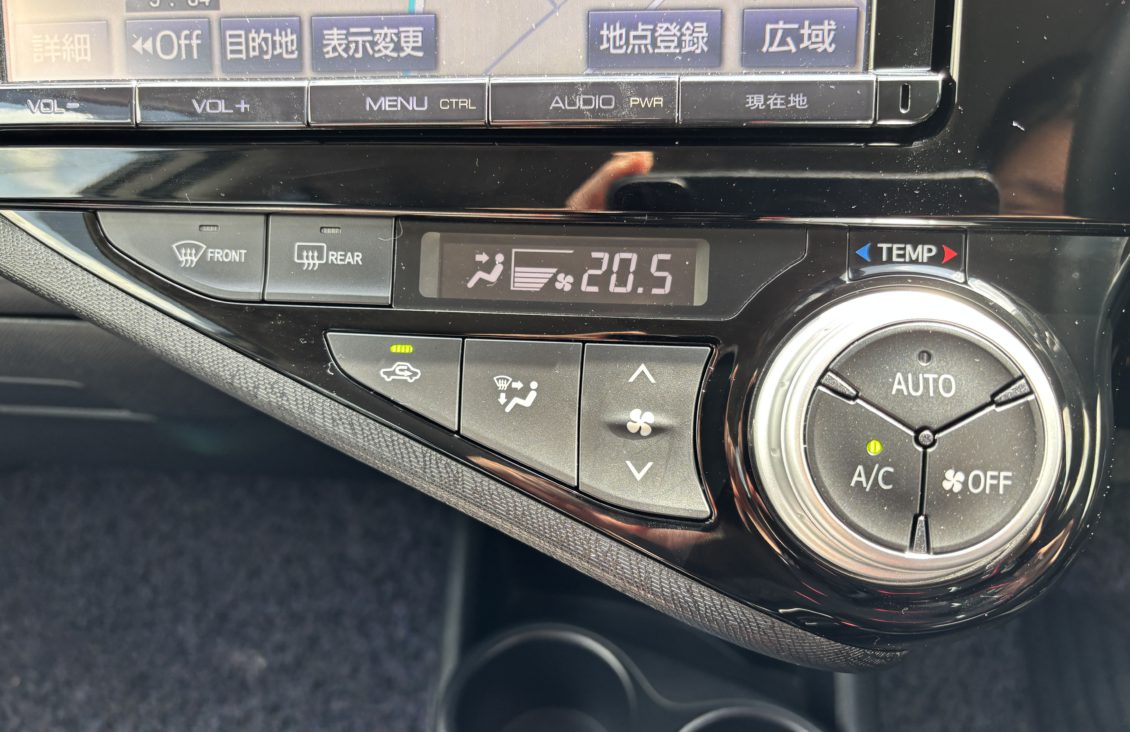 詳細 ◀◀Off 目的地 表示変更 地点登録 広域
VOL− VOL+ MENU CTRL AUDIO PWR 現在地
FRONT REAR 20.5 TEMP
AUTO
A/C OFF